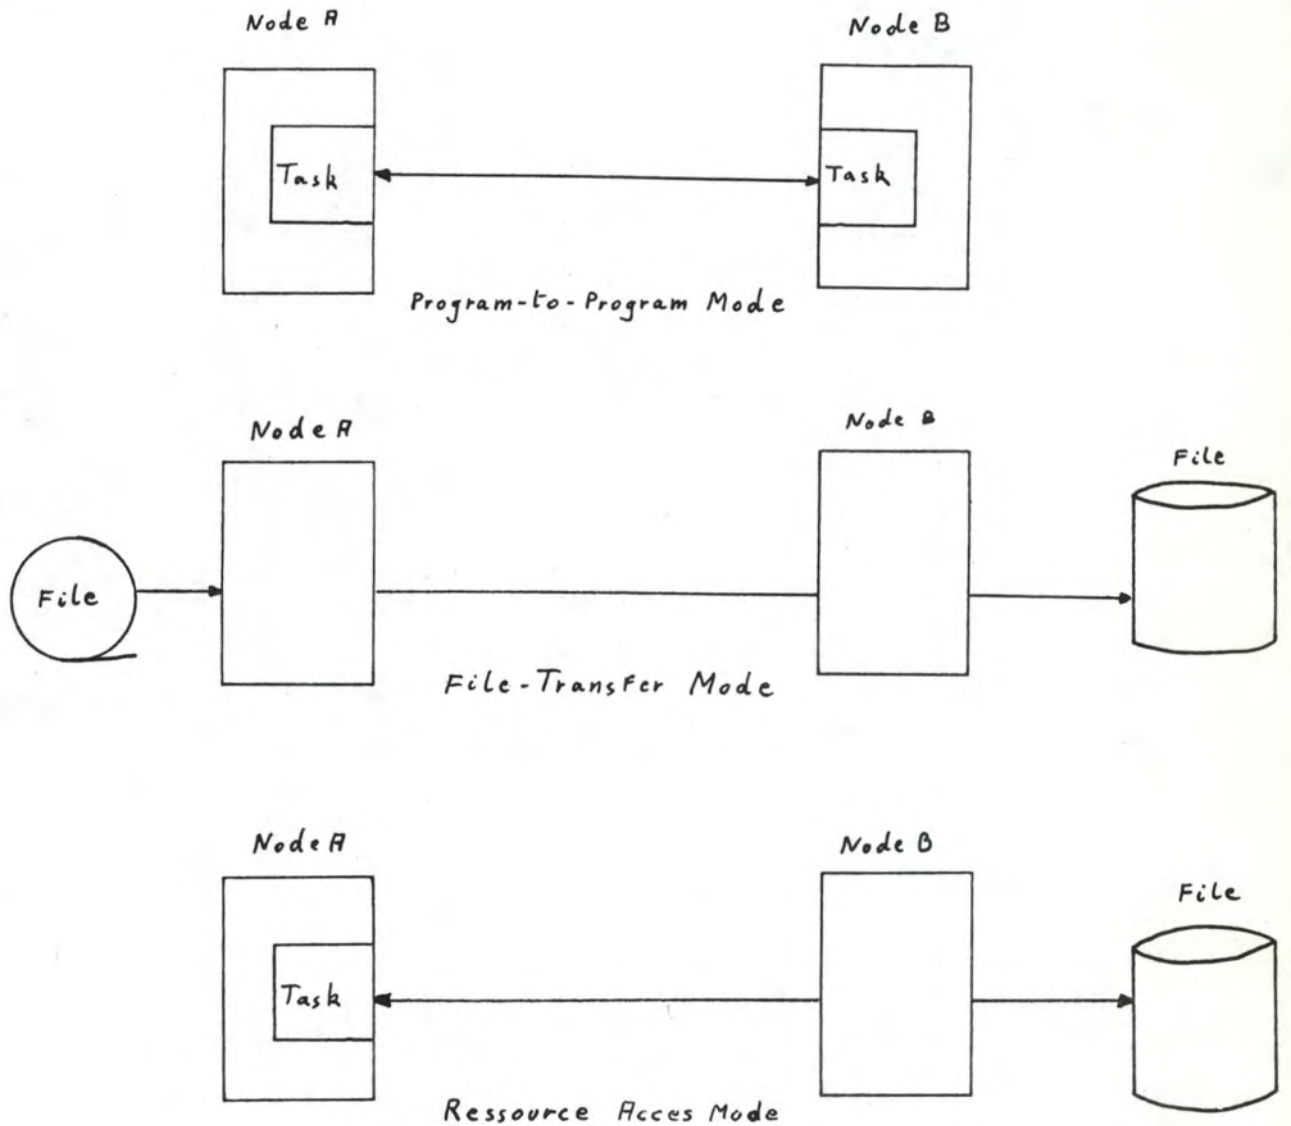 Node A
Node B
Task
Task
Program-to-Program Mode
Node A
Node B
File
File
File-Transfer Mode
Node A
Node B
File
Task
Ressource Acces Mode